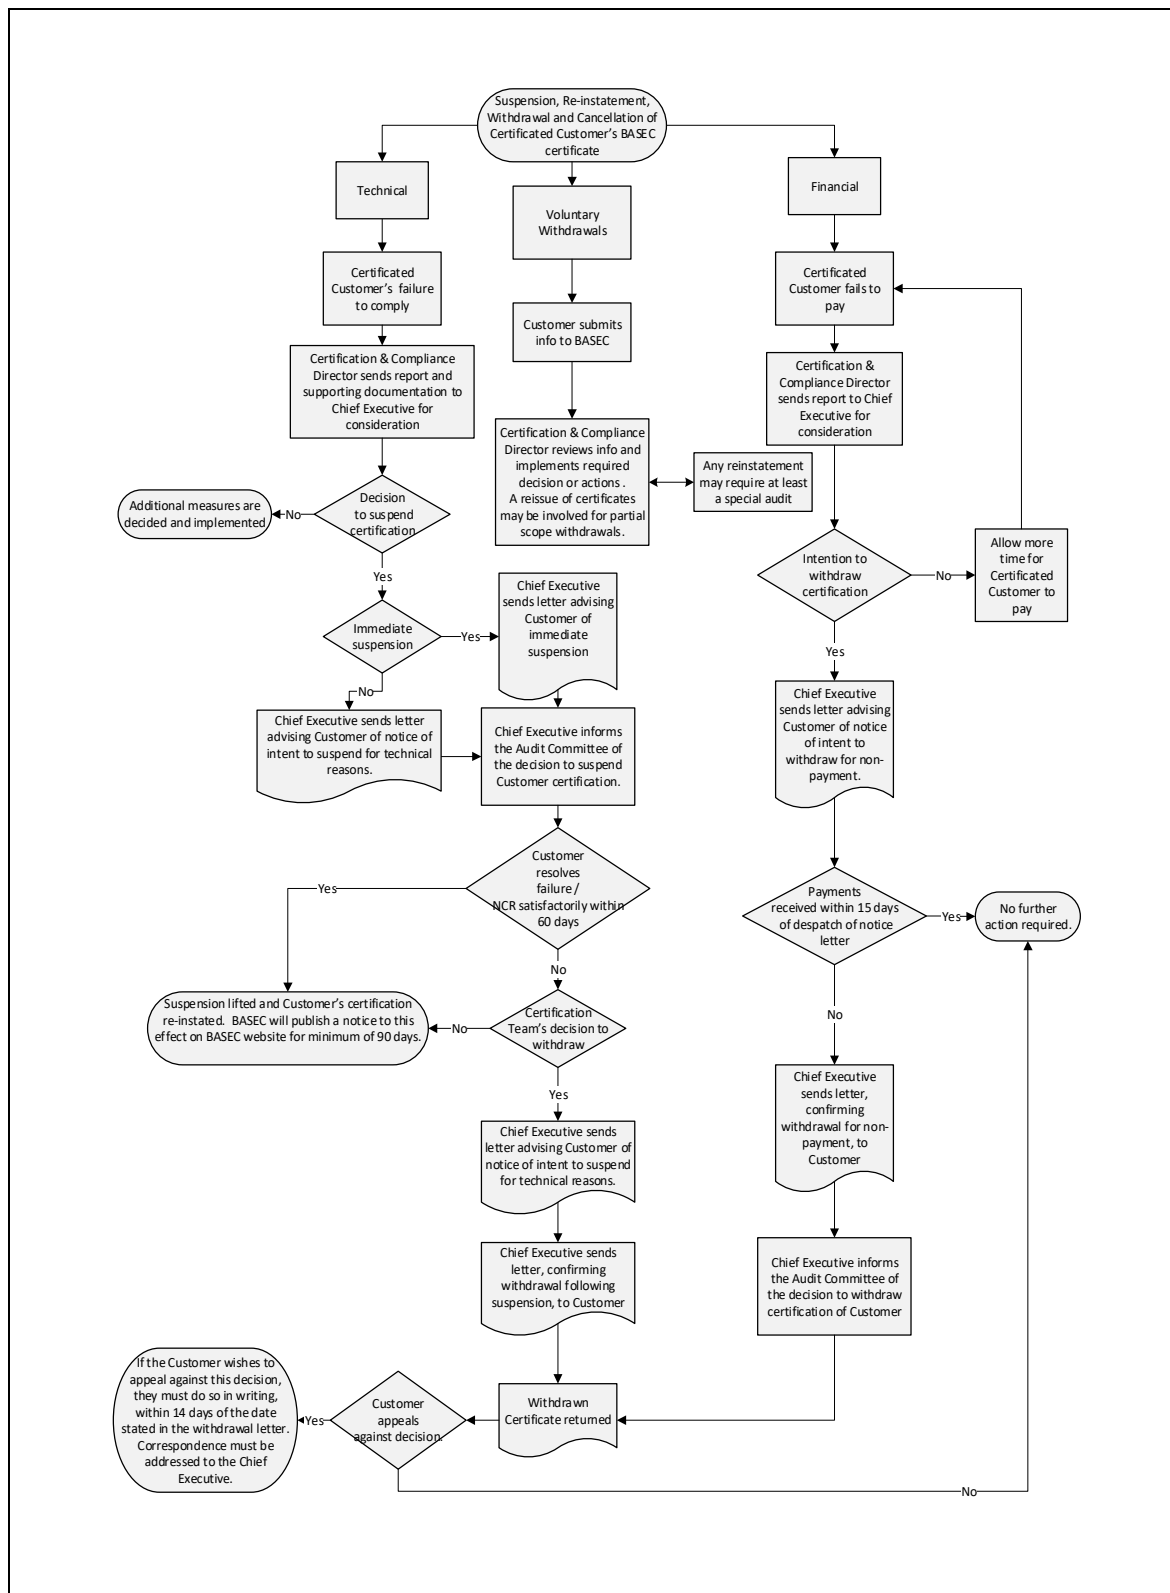 Suspension, Re-instatement,
Withdrawal and Cancellation of
Certificated Customer's BASEC
certificate
Technical
Voluntary
Withdrawals
Financial
Certificated
Customer's failure
to comply
Customer submits
info to BASEC
Certificated
Customer fails to
pay
Certification & Compliance
Director sends report and
supporting documentation to
Chief Executive for
consideration
Certification &
Compliance Director
sends report to Chief
Executive for
consideration
Certification & Compliance
Director reviews info and
implements required
decision or actions .
A reissue of certificates
may be involved for partial
scope withdrawals.
Any reinstatement
may require at least
a special audit
Additional measures are
decided and implemented
No
Decision
to suspend
certification
Yes
Intention to
withdraw
certification
No
Allow more
time for
Certificated
Customer to
pay
Yes
Immediate
suspension
Yes
Chief Executive
sends letter advising
Customer of
immediate
suspension
No
Chief Executive sends letter
advising Customer of notice of
intent to suspend for technical
reasons.
Chief Executive informs
the Audit Committee of
the decision to suspend
Customer certification.
Chief Executive
sends letter advising
Customer of notice
of intent to
withdraw for non-
payment.
Customer
resolves
failure /
NCR satisfactorily within
60 days
Yes
No
Payments
received within 15 days
of despatch of notice
letter
Yes
No further
action required.
No
Suspension lifted and Customer's certification
re-instated.  BASEC will publish a notice to this
effect on BASEC website for minimum of 90 days.
No
Certification
Team's decision to
withdraw
Yes
Chief Executive sends
letter advising Customer of
notice of intent to suspend
for technical reasons.
Chief Executive
sends letter,
confirming
withdrawal for non-
payment, to
Customer
Chief Executive sends
letter, confirming
withdrawal following
suspension, to Customer
Chief Executive informs
the Audit Committee of
the decision to withdraw
certification of Customer
If the Customer wishes to
appeal against this decision,
they must do so in writing,
within 14 days of the date
stated in the withdrawal letter.
Correspondence must be
addressed to the Chief
Executive.
Yes
Customer
appeals
against decision.
Withdrawn
Certificate returned
No